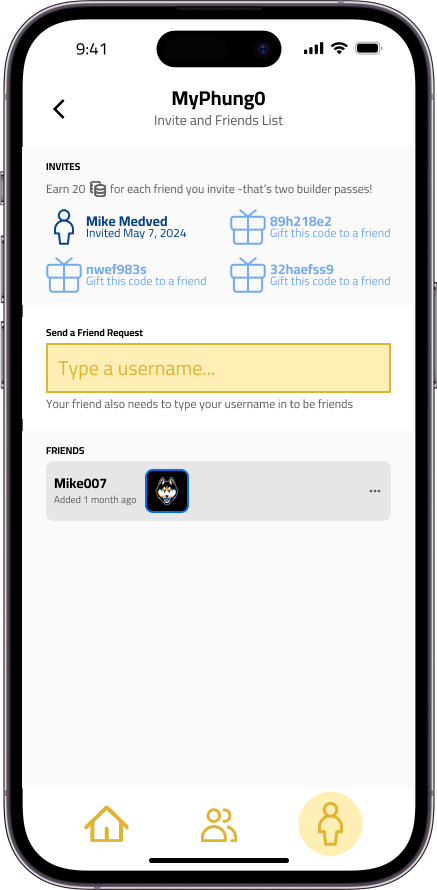 9:41
MyPhung0
Invite and Friends List
INVITES
Earn 20 for each friend you invite -that's two builder passes!
Mike Medved
Invited May 7, 2024
89h218e2
Gift this code to a friend
nwef983s
Gift this code to a friend
32haefss9
Gift this code to a friend
Send a Friend Request
Type a username...
Your friend also needs to type your username in to be friends
FRIENDS
Mike007
Added 1 month ago